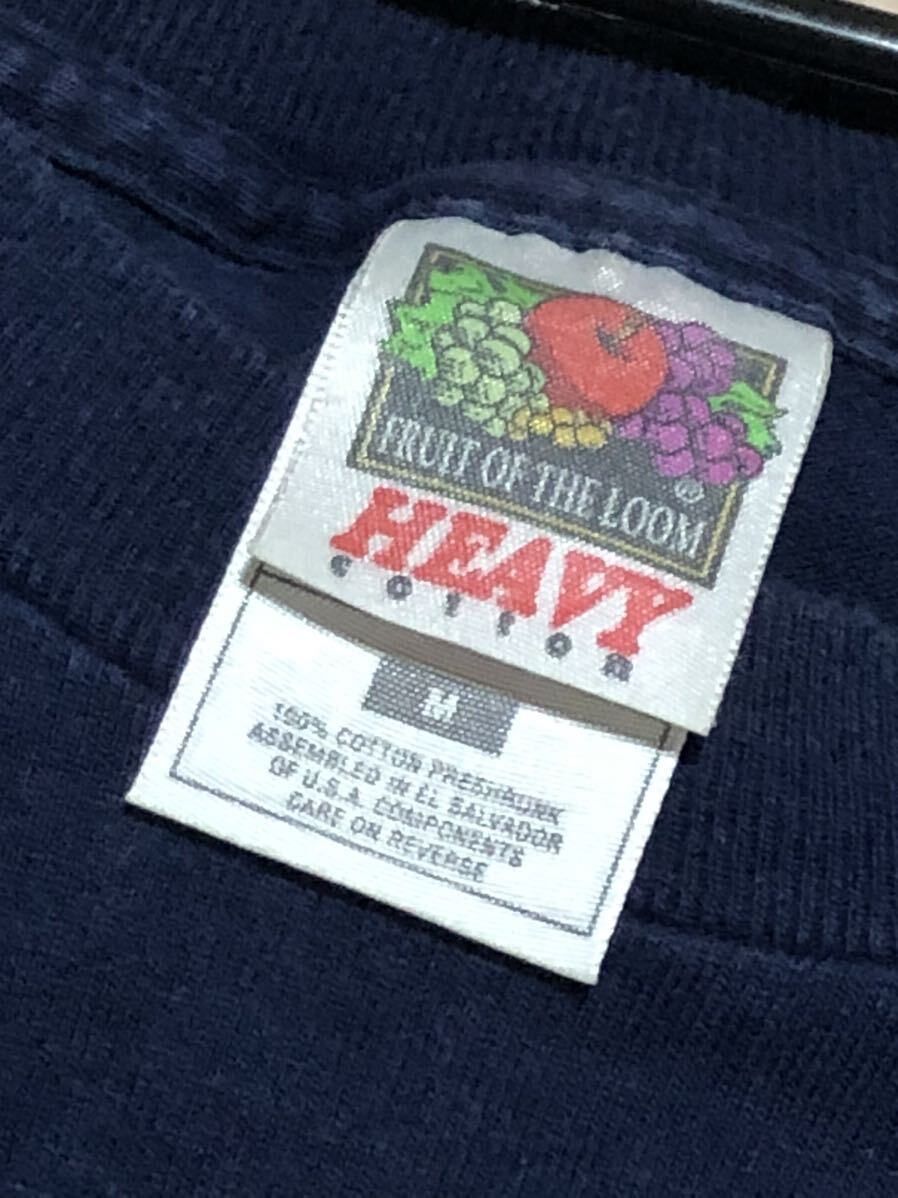 FRUIT OF THE LOOM®
HEAVY
COTTON
M
100% COTTON PRESHRUNK
ASSEMBLED IN EL SALVADOR
OF U.S.A. COMPONENTS
CARE ON REVERSE